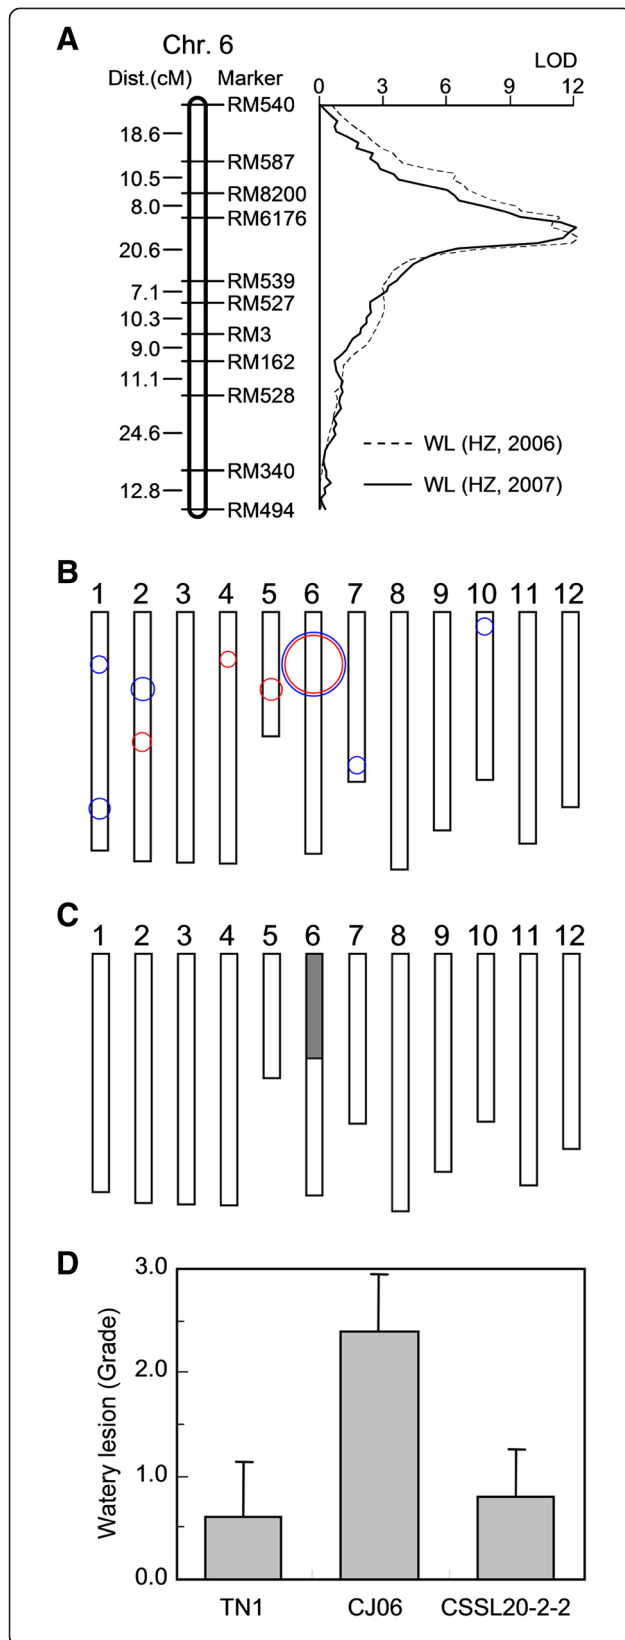 A
Chr. 6
LOD
Dist.(cM) Marker
0 3 6 9 12
RM540
18.6
RM587
10.5
RM8200
8.0
RM6176
20.6
RM539
7.1
RM527
10.3
RM3
9.0
RM162
11.1
RM528
24.6
WL (HZ, 2006)
RM340
12.8
WL (HZ, 2007)
RM494
B
1 2 3 4 5 6 7 8 9 10 11 12
C
1 2 3 4 5 6 7 8 9 10 11 12
D
3.0
2.0
1.0
0.0
Watery lesion (Grade)
TN1 CJ06 CSSL20-2-2